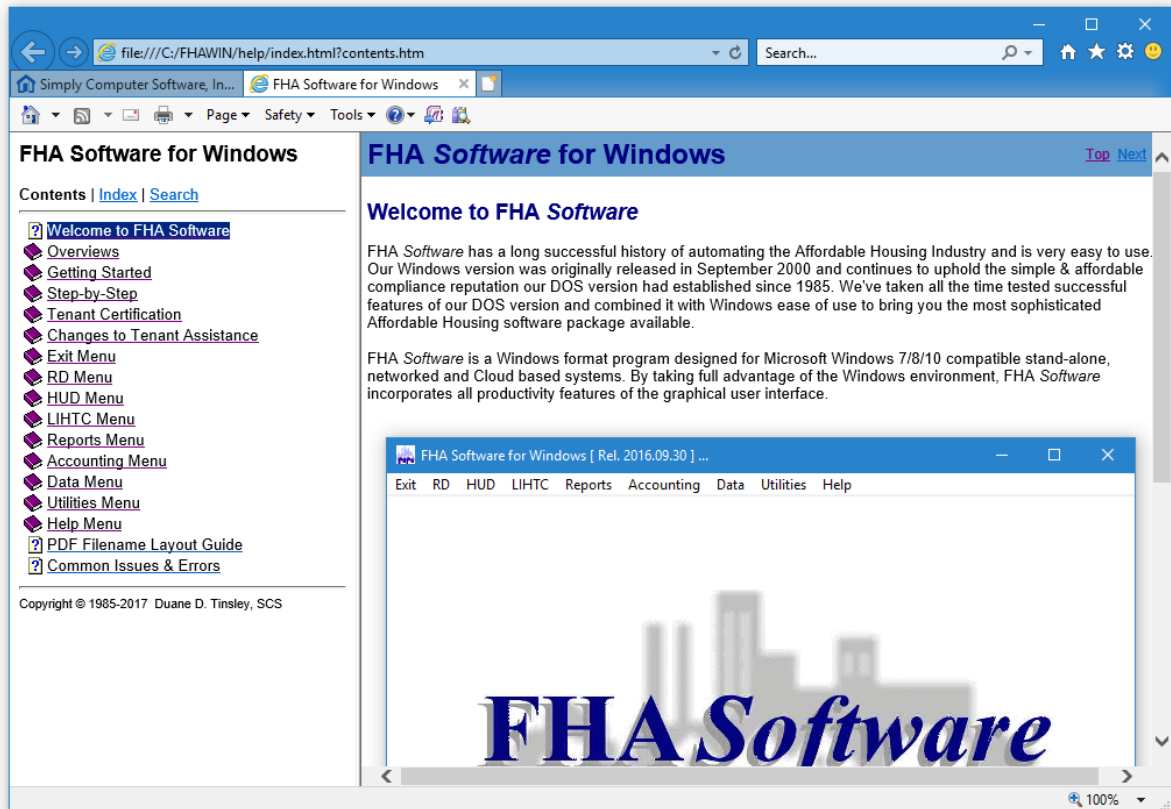 file:///C:/FHAWIN/help/index.html?contents.htm
Search...
Simply Computer Software, In...
FHA Software for Windows
Page
Safety
Tools
FHA Software for Windows
Contents | Index | Search
Welcome to FHA Software
Overviews
Getting Started
Step-by-Step
Tenant Certification
Changes to Tenant Assistance
Exit Menu
RD Menu
HUD Menu
LIHTC Menu
Reports Menu
Accounting Menu
Data Menu
Utilities Menu
Help Menu
PDF Filename Layout Guide
Common Issues & Errors
Copyright © 1985-2017 Duane D. Tinsley, SCS
FHA Software for Windows
Top Next
Welcome to FHA Software
FHA Software has a long successful history of automating the Affordable Housing Industry and is very easy to use.
Our Windows version was originally released in September 2000 and continues to uphold the simple & affordable
compliance reputation our DOS version had established since 1985. We've taken all the time tested successful
features of our DOS version and combined it with Windows ease of use to bring you the most sophisticated
Affordable Housing software package available.
FHA Software is a Windows format program designed for Microsoft Windows 7/8/10 compatible stand-alone,
networked and Cloud based systems. By taking full advantage of the Windows environment, FHA Software
incorporates all productivity features of the graphical user interface.
FHA Software for Windows [ Rel. 2016.09.30 ] ...
Exit RD HUD LIHTC Reports Accounting Data Utilities Help
FHA Software
100%